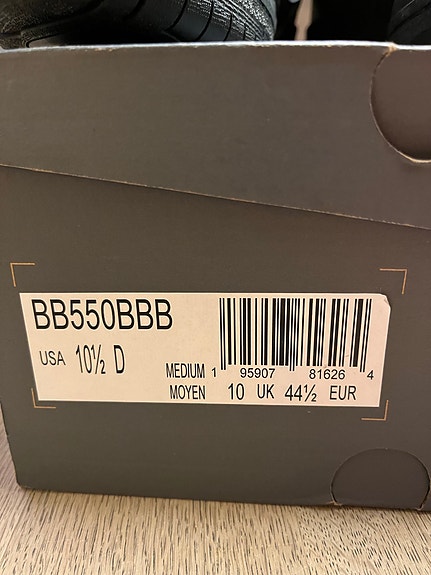 BB550BBB
USA 10½ D
MEDIUM 1 95907 81626 4
MOYEN 10 UK 44½ EUR